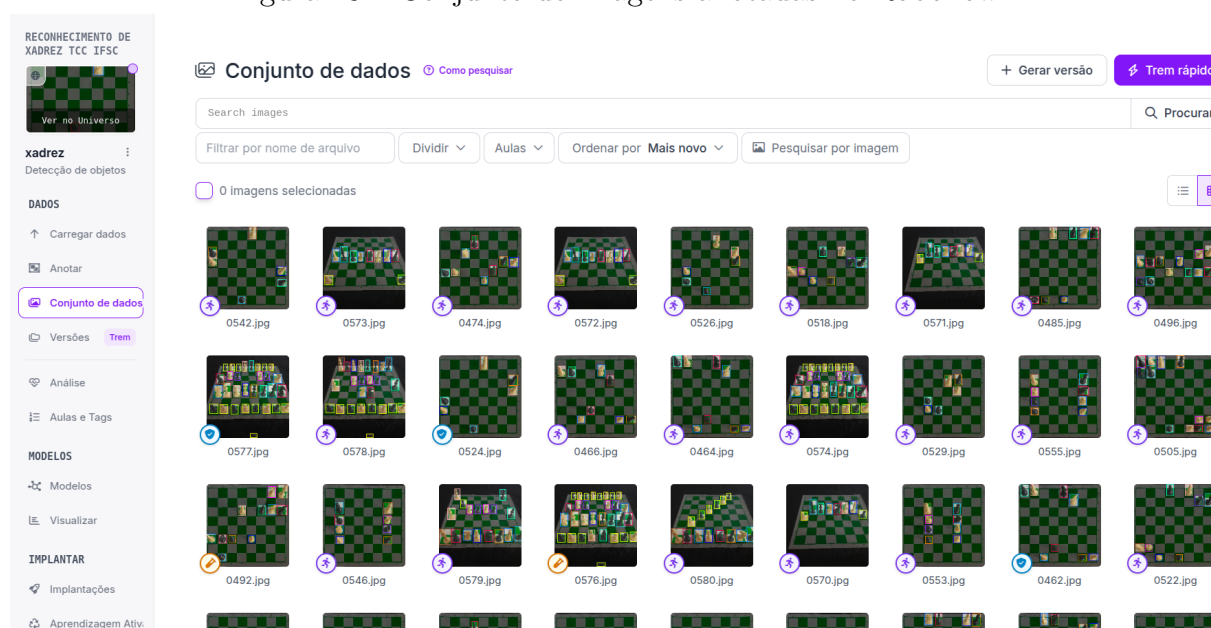 RECONHECIMENTO DE
XADREZ TCC IFSC
Ver no Universo
xadrez
Detecção de objetos
DADOS
Carregar dados
Anotar
Conjunto de dados
Versões Trem
Análise
Aulas e Tags
MODELOS
Modelos
Visualizar
IMPLANTAR
Implantações
Aprendizagem Ativ
Conjunto de dados Como pesquisar
+ Gerar versão
Trem rápido
Search images
Procurar
Filtrar por nome de arquivo
Dividir
Aulas
Ordenar por Mais novo
Pesquisar por imagem
0 imagens selecionadas
0542.jpg 0573.jpg 0474.jpg 0572.jpg 0526.jpg 0518.jpg 0571.jpg 0485.jpg 0496.jpg
0577.jpg 0578.jpg 0524.jpg 0466.jpg 0464.jpg 0574.jpg 0529.jpg 0555.jpg 0505.jpg
0492.jpg 0546.jpg 0579.jpg 0576.jpg 0580.jpg 0570.jpg 0553.jpg 0462.jpg 0522.jpg